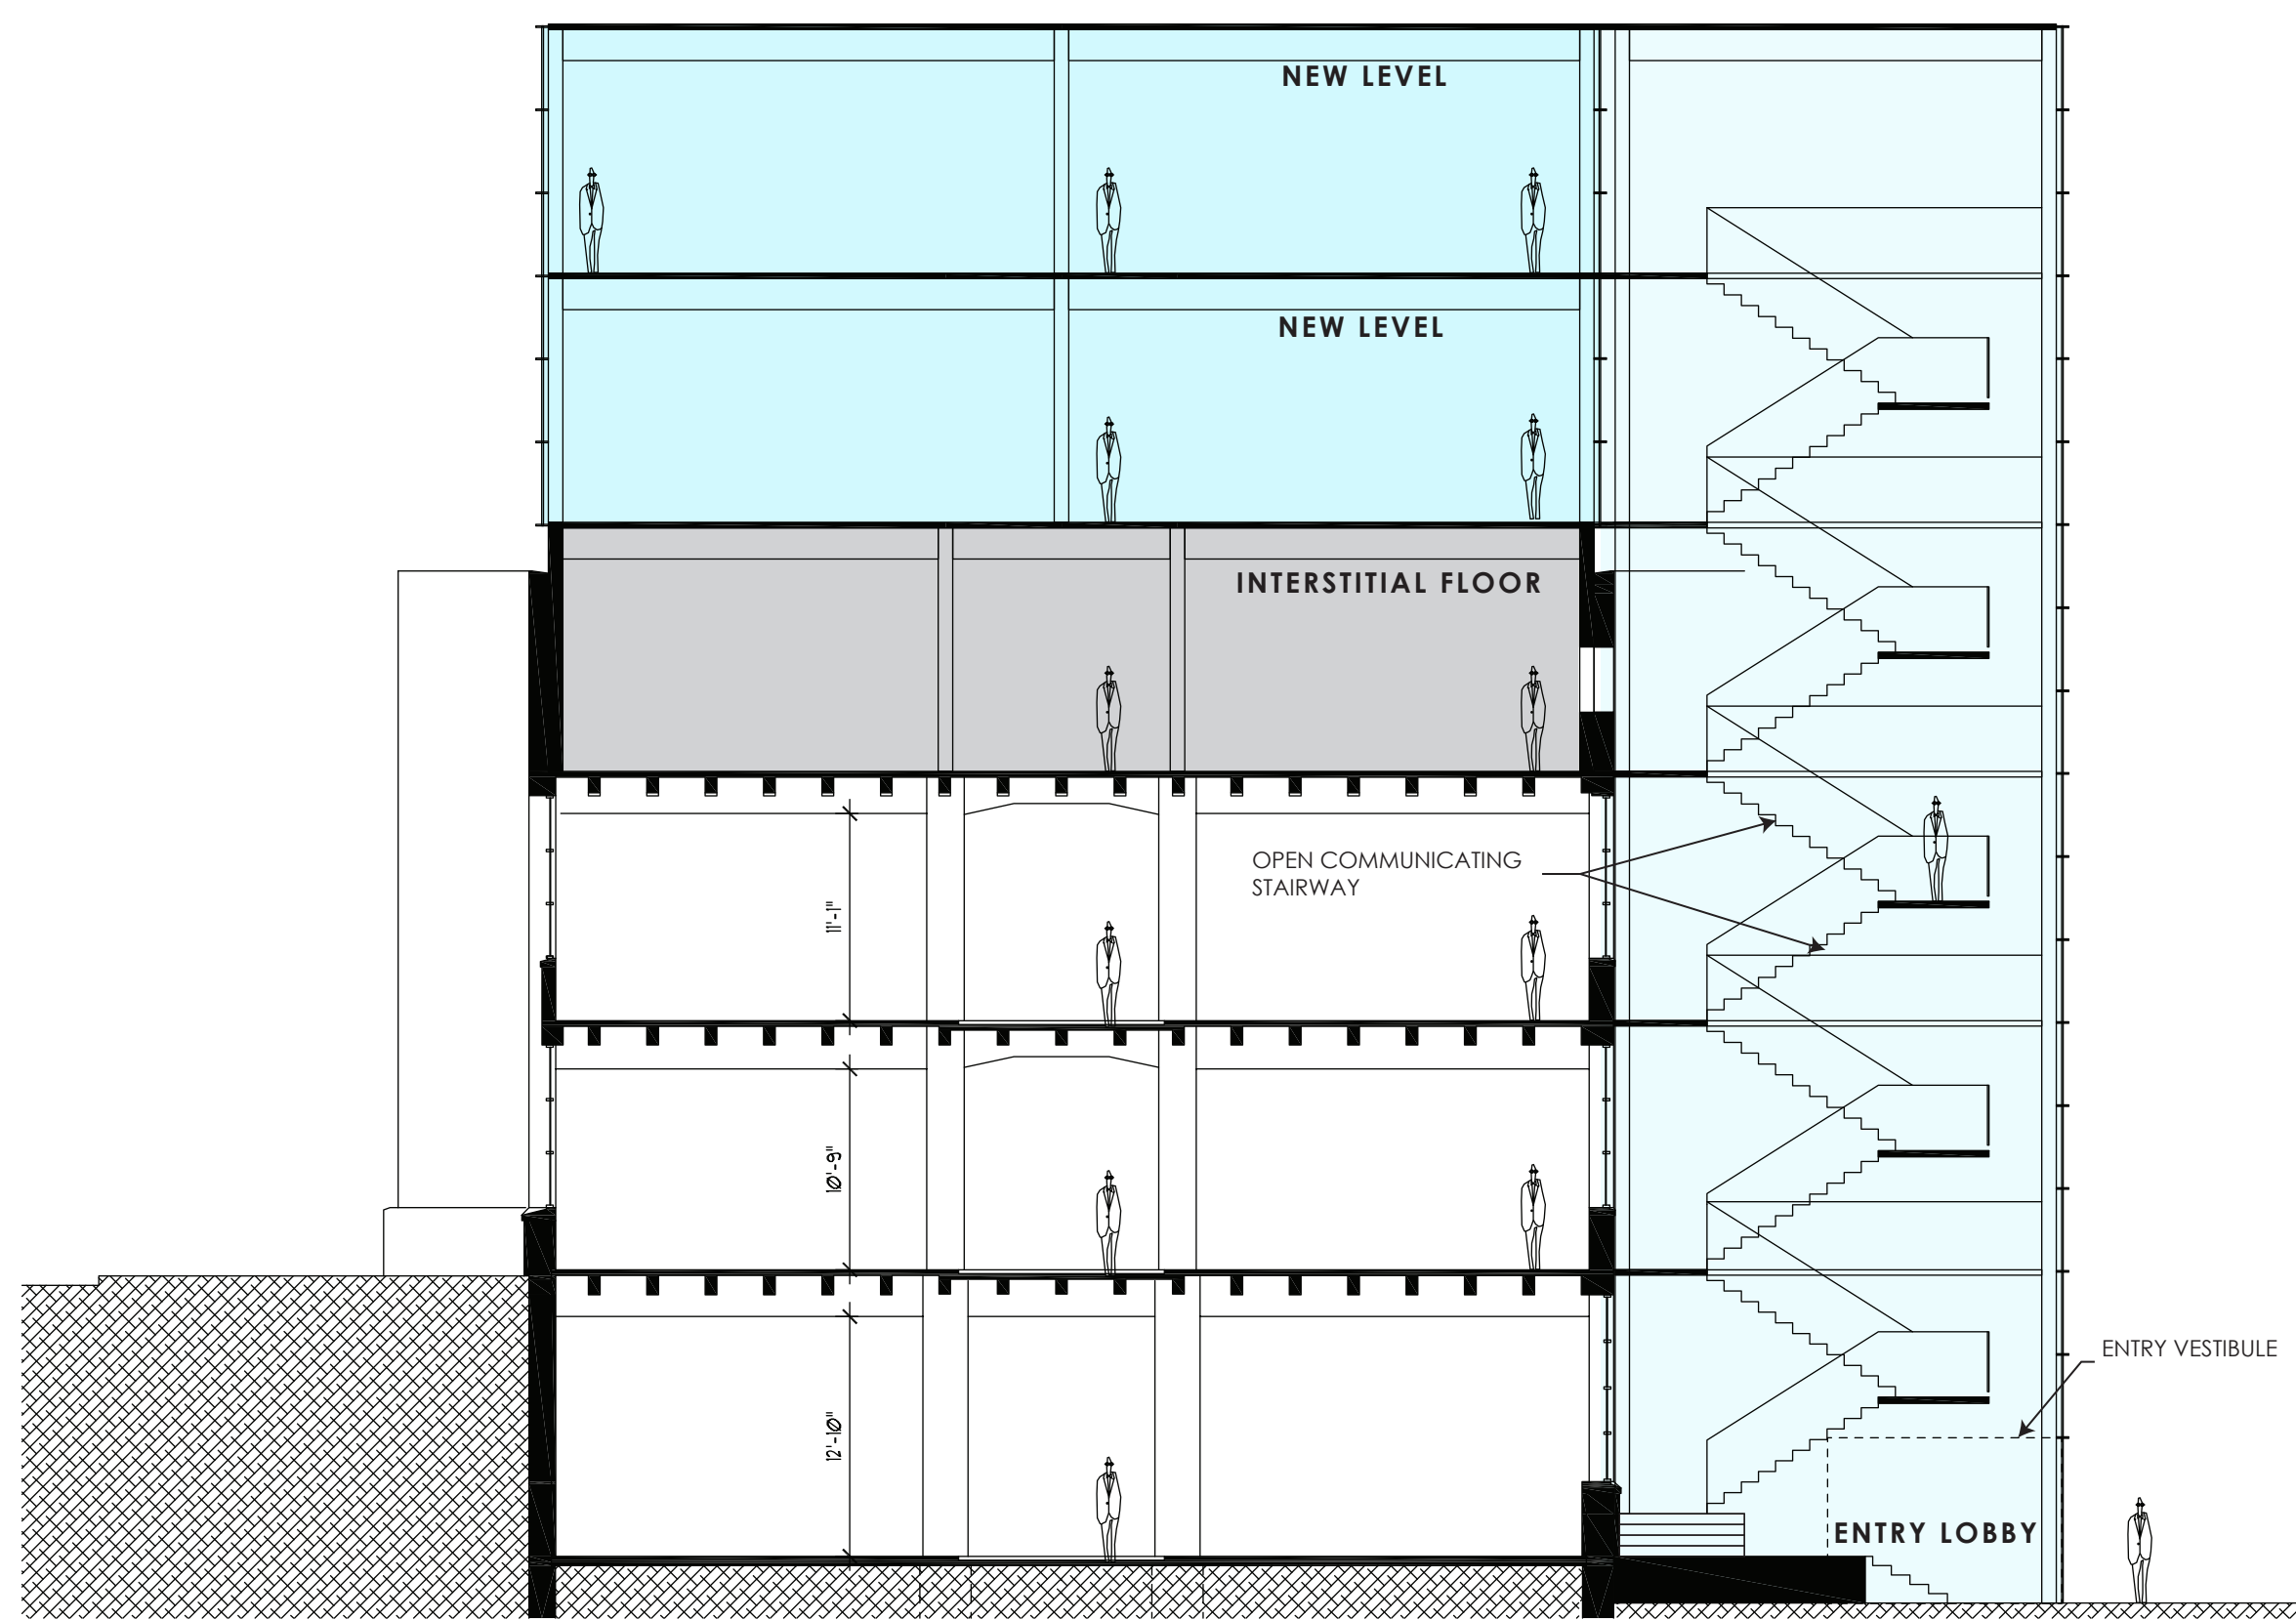 NEW LEVEL
NEW LEVEL
INTERSTITIAL FLOOR
OPEN COMMUNICATING
STAIRWAY
11'-1"
10'-9"
12'-10"
ENTRY VESTIBULE
ENTRY LOBBY